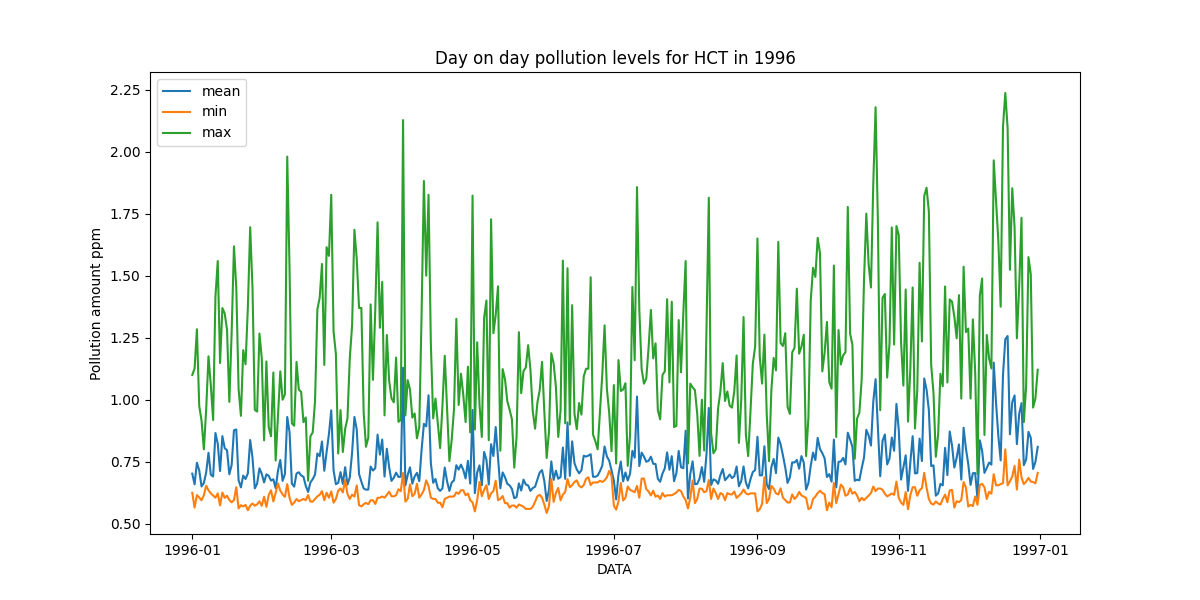 Day on day pollution levels for HCT in 1996
mean
min
max
Pollution amount ppm
2.25
2.00
1.75
1.50
1.25
1.00
0.75
0.50
1996-01
1996-03
1996-05
1996-07
1996-09
1996-11
1997-01
DATA